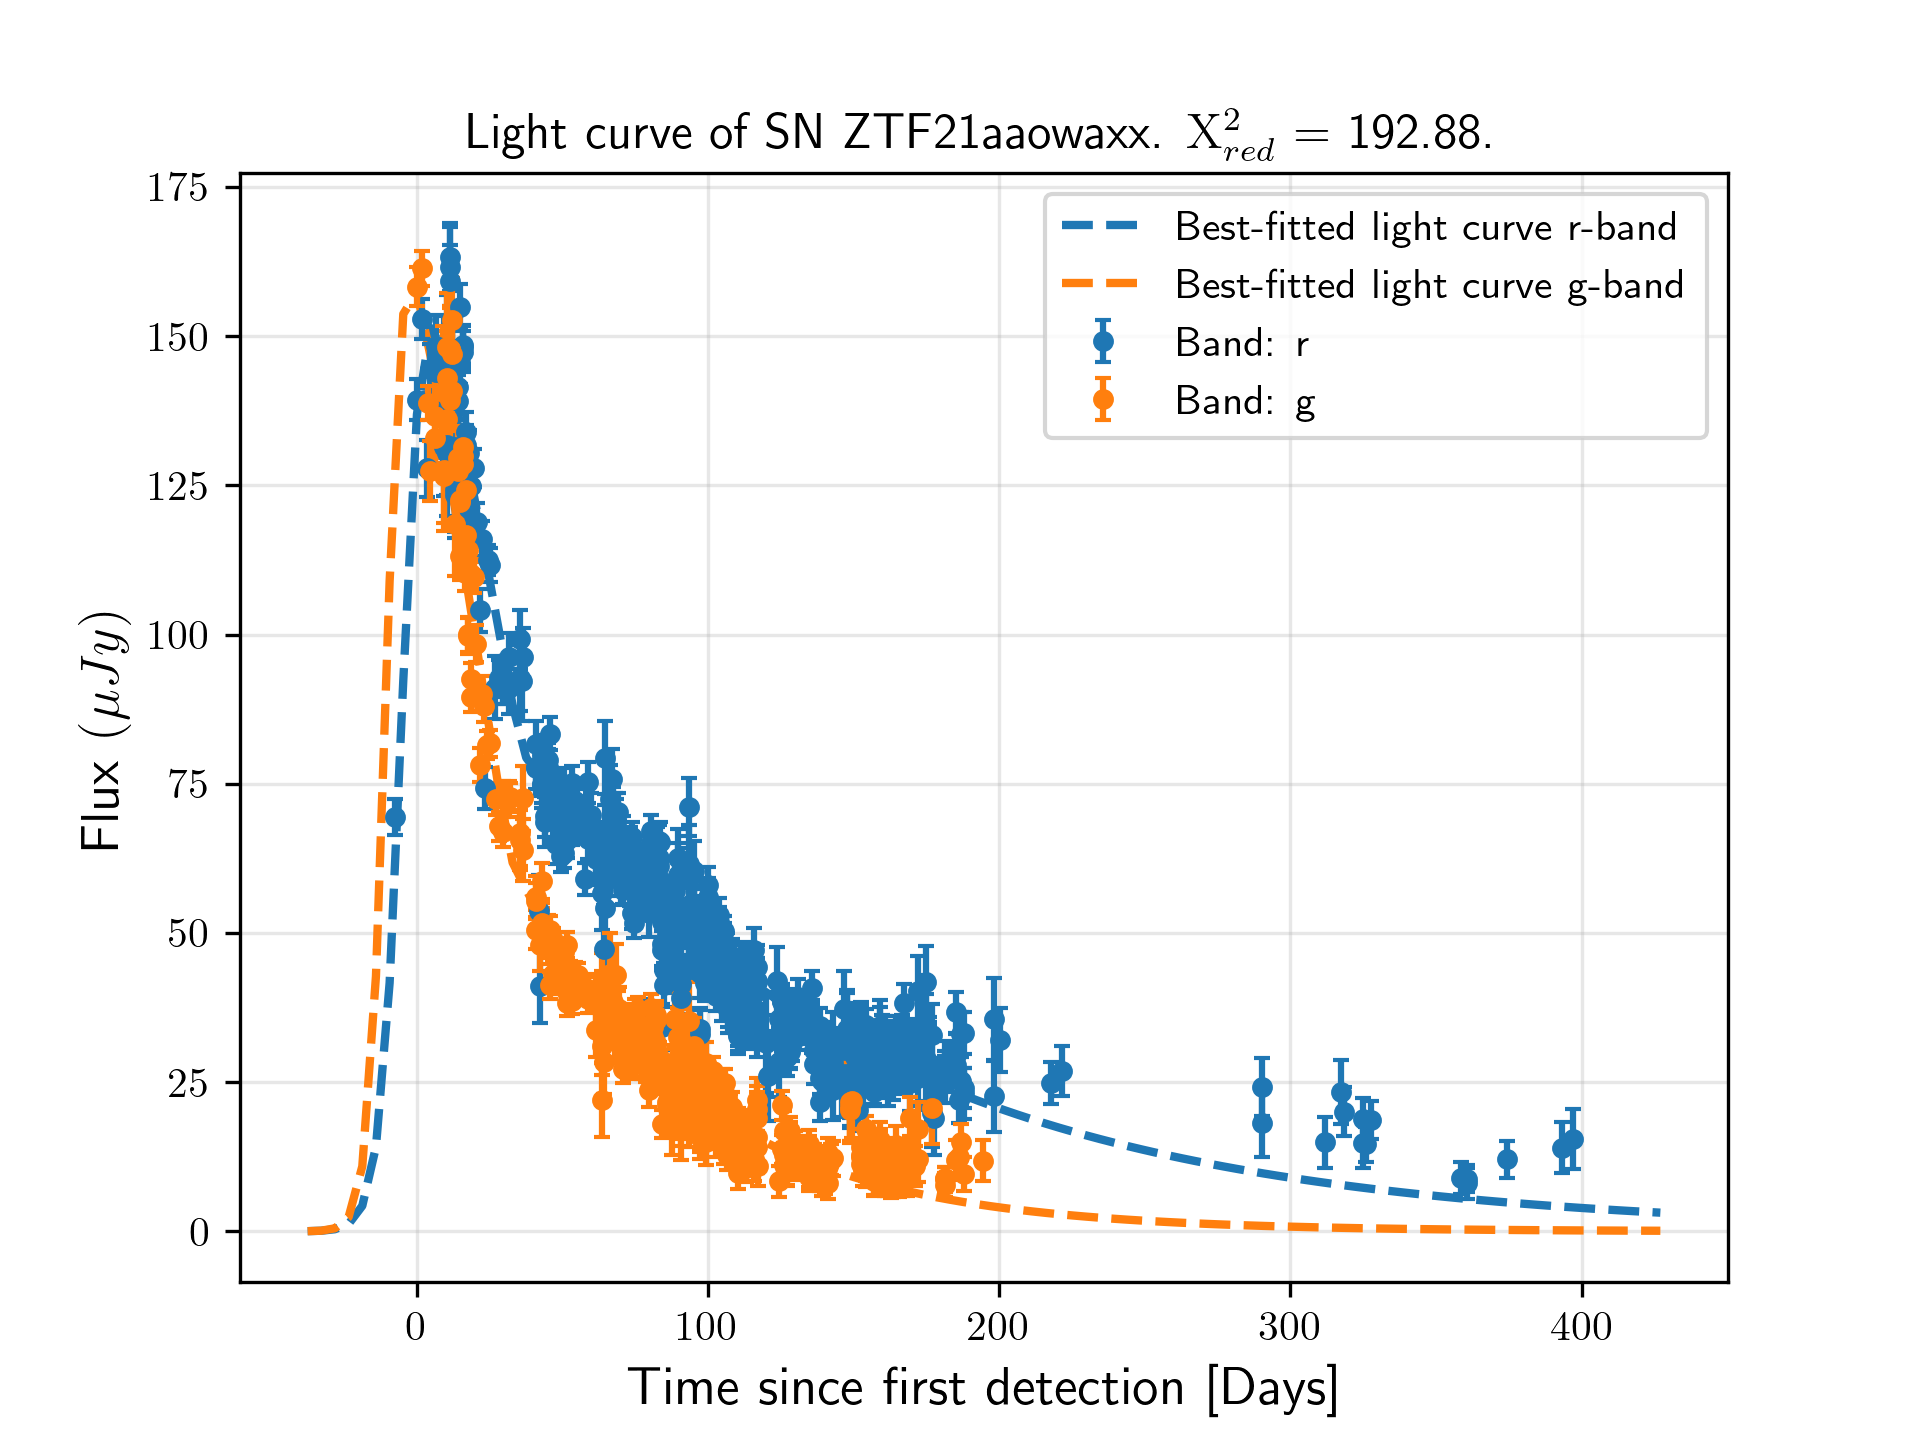 Light curve of SN ZTF21aaowaxx. X²_red = 192.88.
175
150
125
100
75
50
25
0
Flux (μJy)
Best-fitted light curve r-band
Best-fitted light curve g-band
Band: r
Band: g
0 100 200 300 400
Time since first detection [Days]